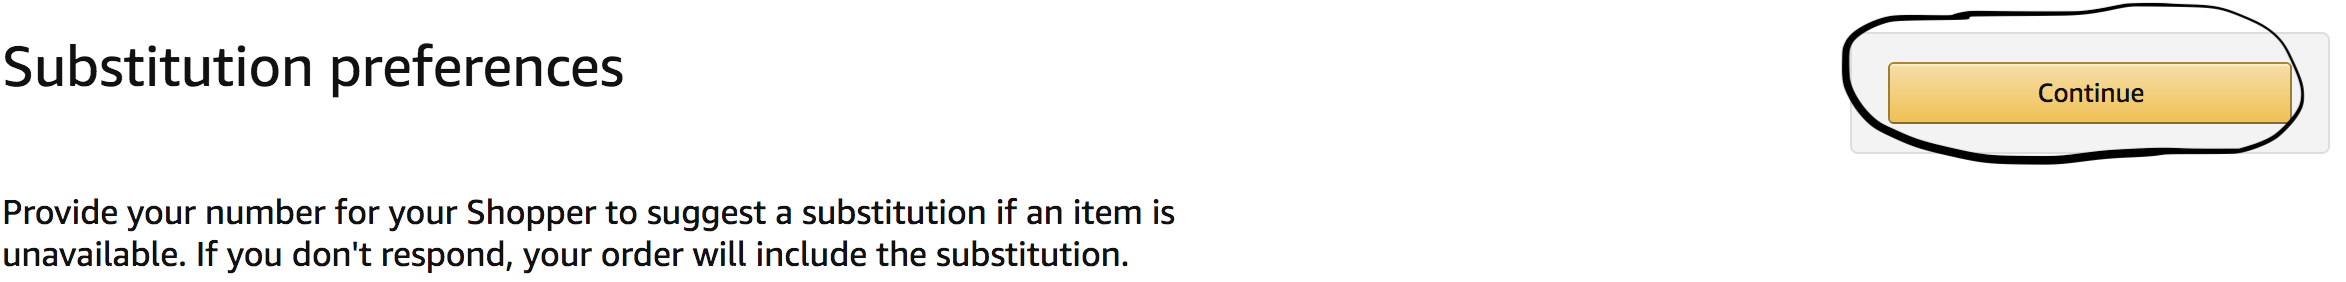 Substitution preferences
Continue
Provide your number for your Shopper to suggest a substitution if an item is
unavailable. If you don't respond, your order will include the substitution.